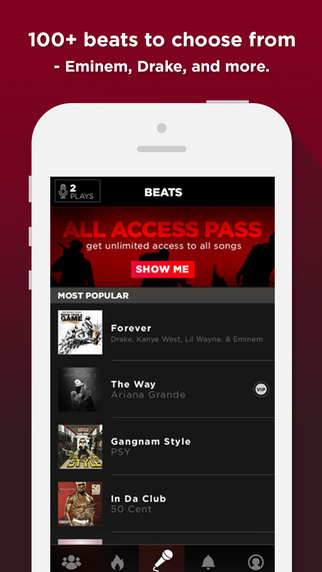 100+ beats to choose from
- Eminem, Drake, and more.
2
PLAYS
BEATS
ALL ACCESS PASS
get unlimited access to all songs
SHOW ME
MOST POPULAR
GAME
Forever
Drake, Kanye West, Lil Wayne, & Eminem
The Way
Ariana Grande
VIP
STYLE
Gangnam Style
PSY
In Da Club
50 Cent